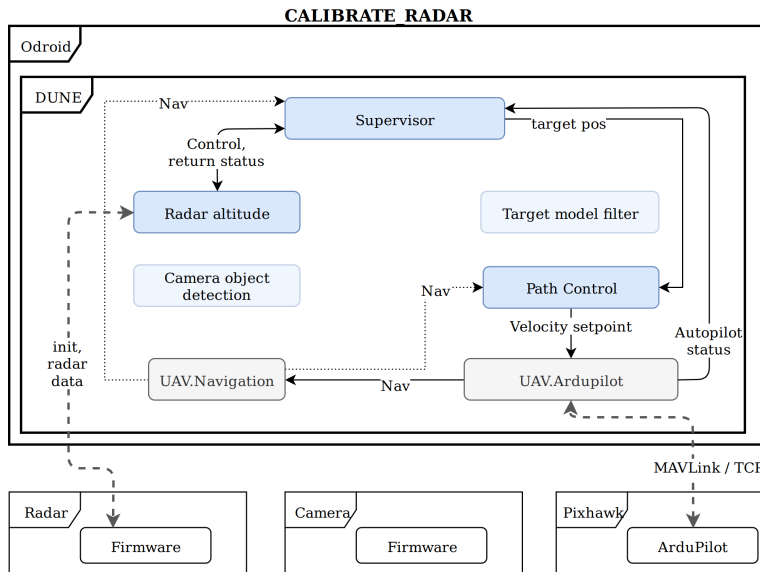 CALIBRATE_RADAR
Odroid
DUNE
Nav
Supervisor
target pos
Control,
return status
Radar altitude
Target model filter
Camera object
detection
Nav
Path Control
Velocity setpoint
Autopilot
status
init,
radar
data
UAV.Navigation
Nav
UAV.Ardupilot
MAVLink / TCP
Radar
Firmware
Camera
Firmware
Pixhawk
ArduPilot